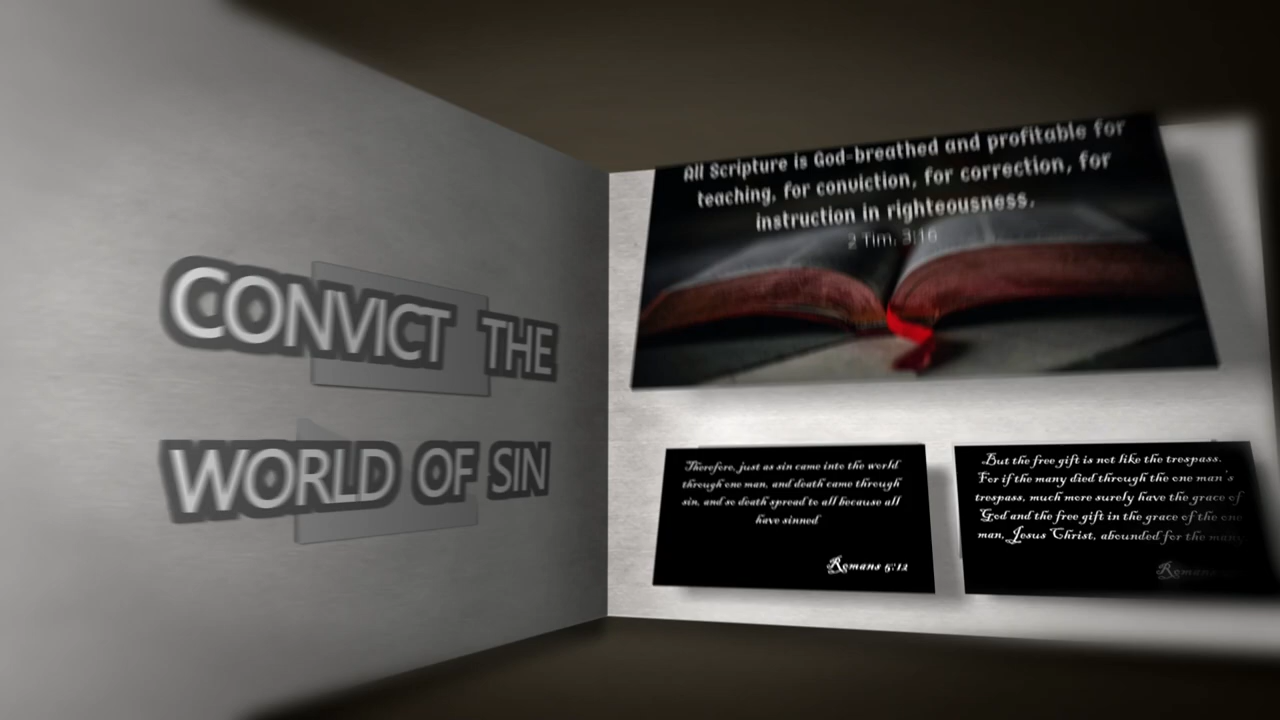 CONVICT THE
WORLD OF SIN
All Scripture is God-breathed and profitable for
teaching, for conviction, for correction, for
instruction in righteousness.
2 Tim. 3:16
Therefore, just as sin came into the world
through one man, and death came through
sin, and so death spread to all because all
have sinned
Romans 5:12
But the free gift is not like the trespass.
For if the many died through the one man's
trespass, much more surely have the grace of
God and the free gift in the grace of the one
man, Jesus Christ, abounded for the many
Romans